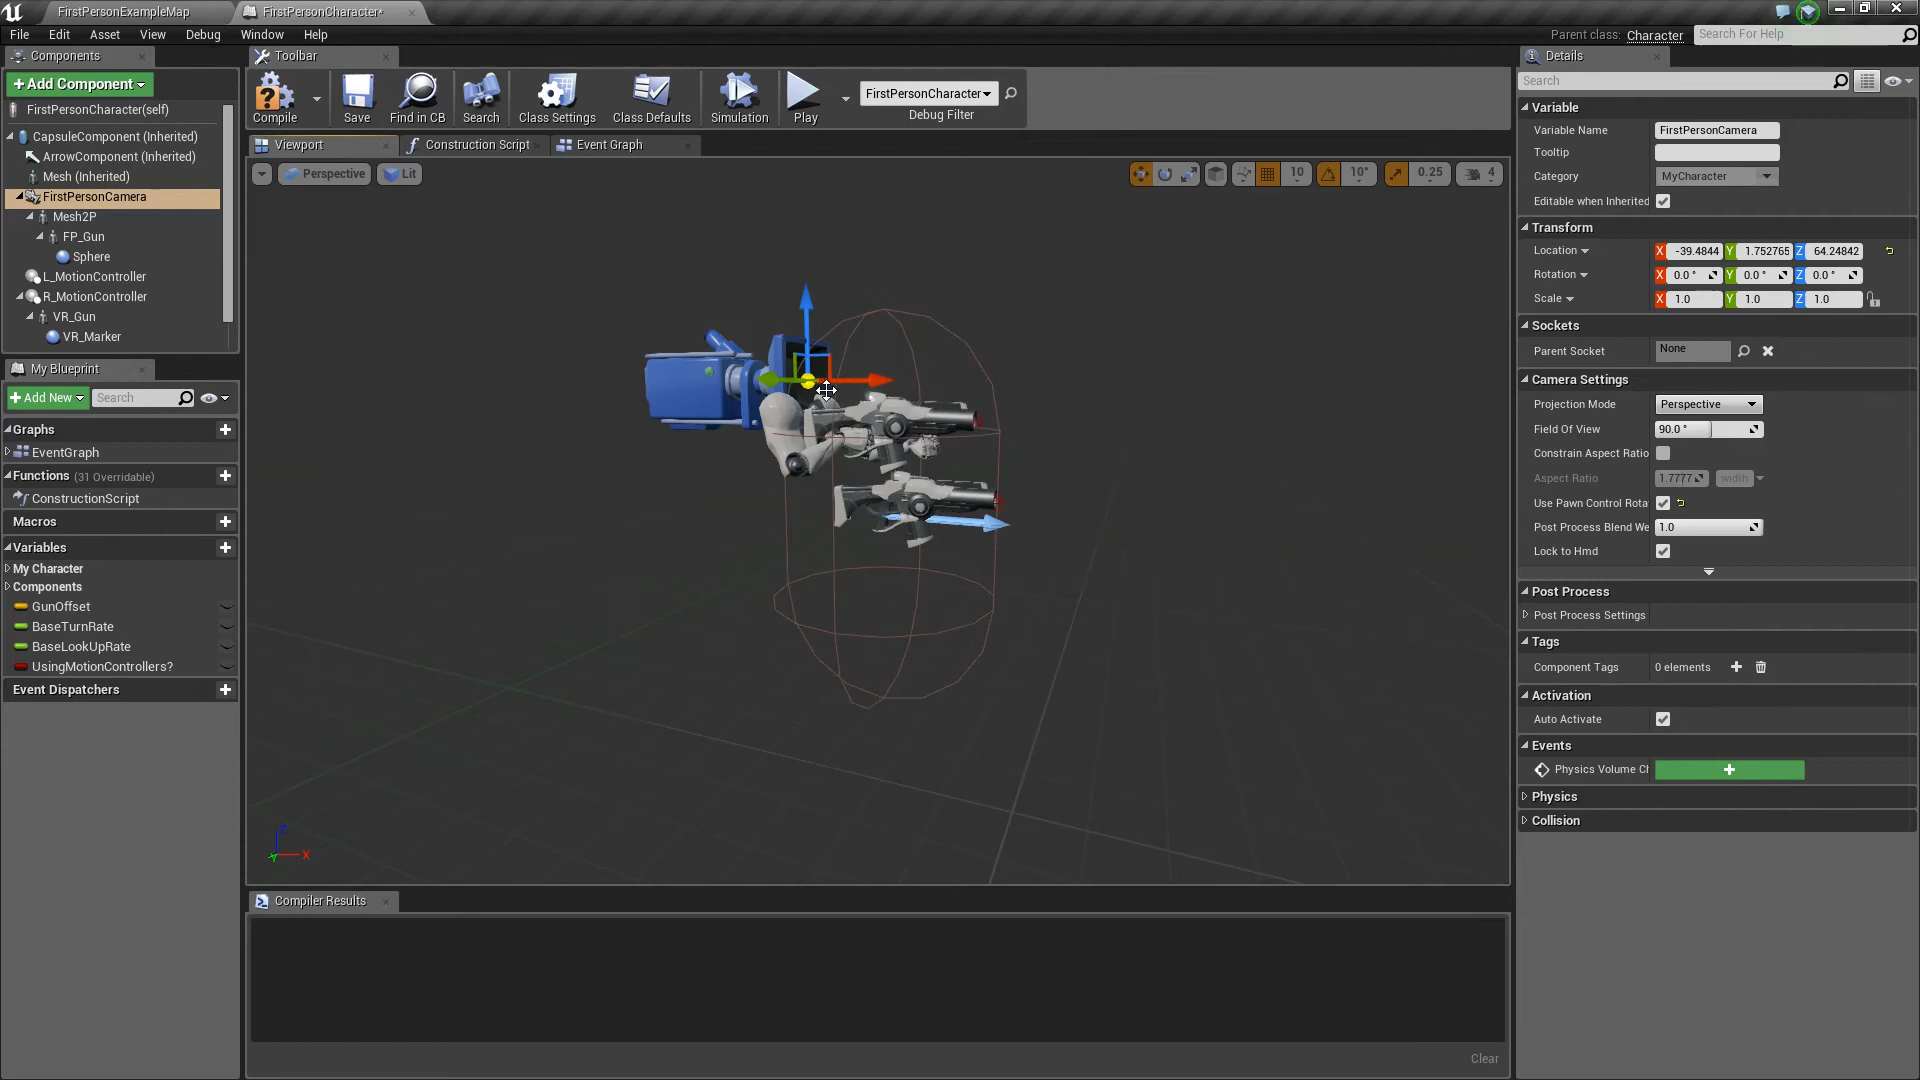 FirstPersonExampleMap
FirstPersonCharacter*
File Edit Asset View Debug Window Help
Parent class: Character
Search For Help
Components
+Add Component
FirstPersonCharacter(self)
CapsuleComponent (Inherited)
ArrowComponent (Inherited)
Mesh (Inherited)
FirstPersonCamera
Mesh2P
FP_Gun
Sphere
L_MotionController
R_MotionController
VR_Gun
VR_Marker
My Blueprint
+Add New
Search
Graphs
EventGraph
Functions (31 Overridable)
ConstructionScript
Macros
Variables
My Character
Components
GunOffset
BaseTurnRate
BaseLookUpRate
UsingMotionControllers?
Event Dispatchers
Toolbar
Compile
Save
Find in CB
Search
Class Settings
Class Defaults
Simulation
Play
FirstPersonCharacter
Debug Filter
Viewport
Construction Script
Event Graph
Perspective
Lit
10
10°
0.25
4
Z
Y
X
Compiler Results
Clear
Details
Search
Variable
Variable Name FirstPersonCamera
Tooltip
Category MyCharacter
Editable when Inherited
Transform
Location X -39.4844 Y 1.752765 Z 64.24842
Rotation X 0.0 ° Y 0.0 ° Z 0.0 °
Scale X 1.0 Y 1.0 Z 1.0
Sockets
Parent Socket None
Camera Settings
Projection Mode Perspective
Field Of View 90.0 °
Constrain Aspect Ratio
Aspect Ratio 1.7777 width
Use Pawn Control Rota
Post Process Blend We 1.0
Lock to Hmd
Post Process
Post Process Settings
Tags
Component Tags 0 elements
Activation
Auto Activate
Events
Physics Volume Cl
Physics
Collision